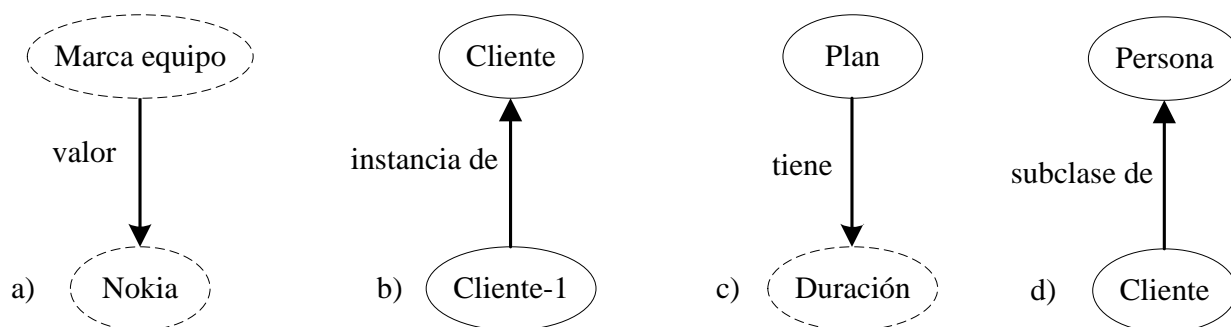 Marca equipo
valor
Nokia
a)
Cliente
instancia de
Cliente-1
b)
Plan
tiene
Duración
c)
Persona
subclase de
Cliente
d)